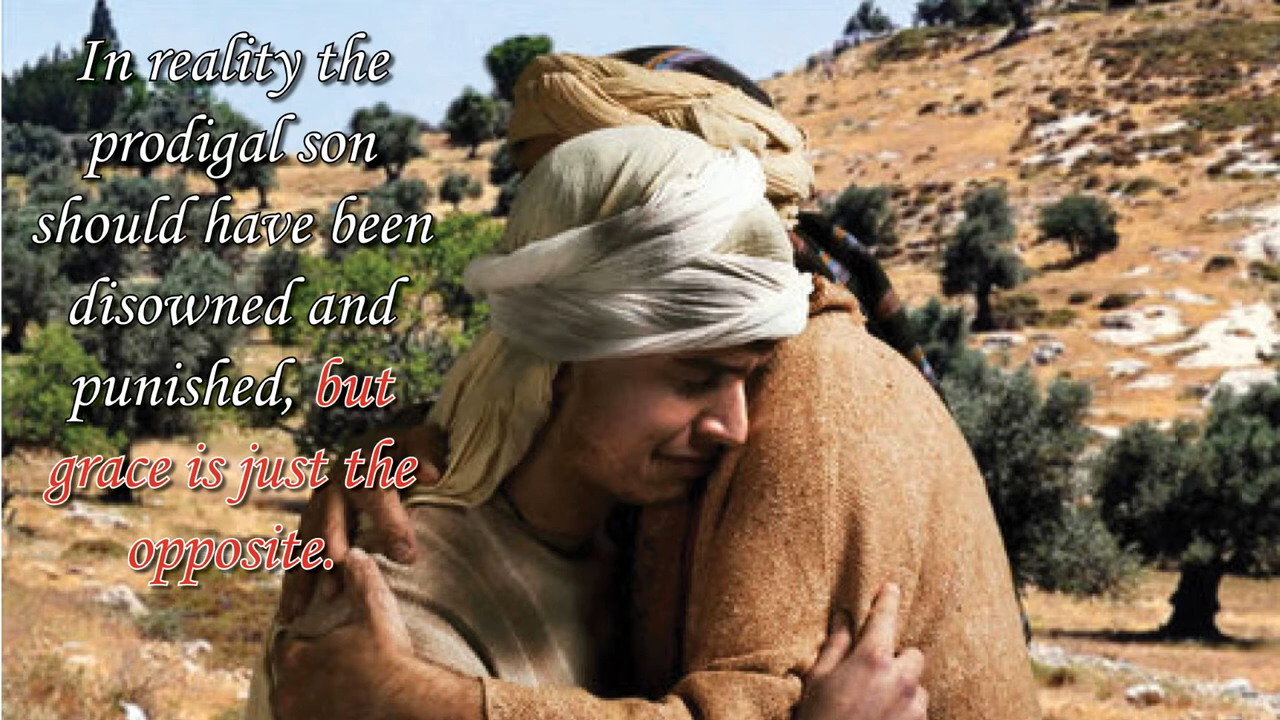 In reality the
prodigal son
should have been
disowned and
punished, but
grace is just the
opposite.